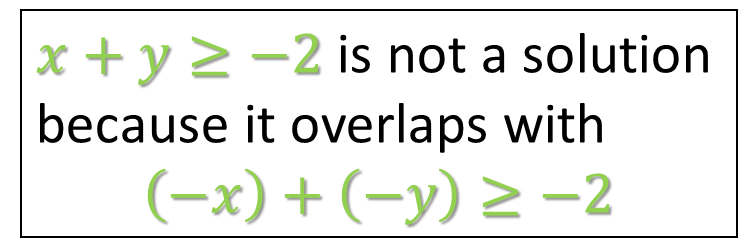 x + y ≥ −2 is not a solution
because it overlaps with
(−x) + (−y) ≥ −2